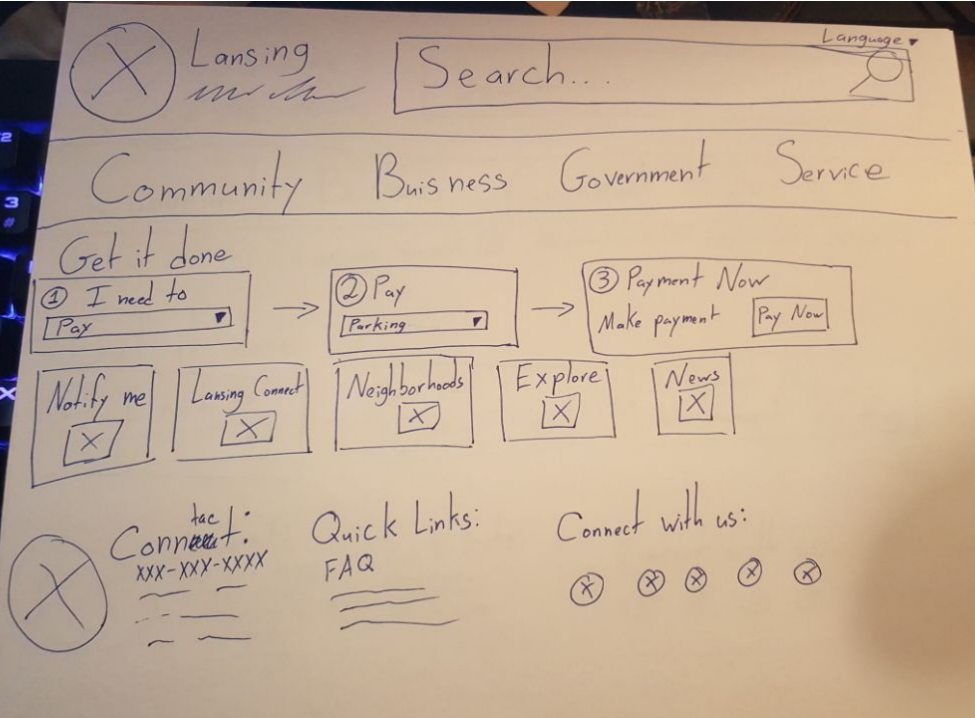 Language
Lansing
Search...
Community Buisness Government Service
Get it done
① I need to
Pay
② Pay
Parking
③ Payment Now
Make payment Pay Now
Notify me
Lansing Connect
Neighborhoods
Explore
News
Contact:
XXX-XXX-XXXX
Quick Links:
FAQ
Connect with us:
2
3
#
X